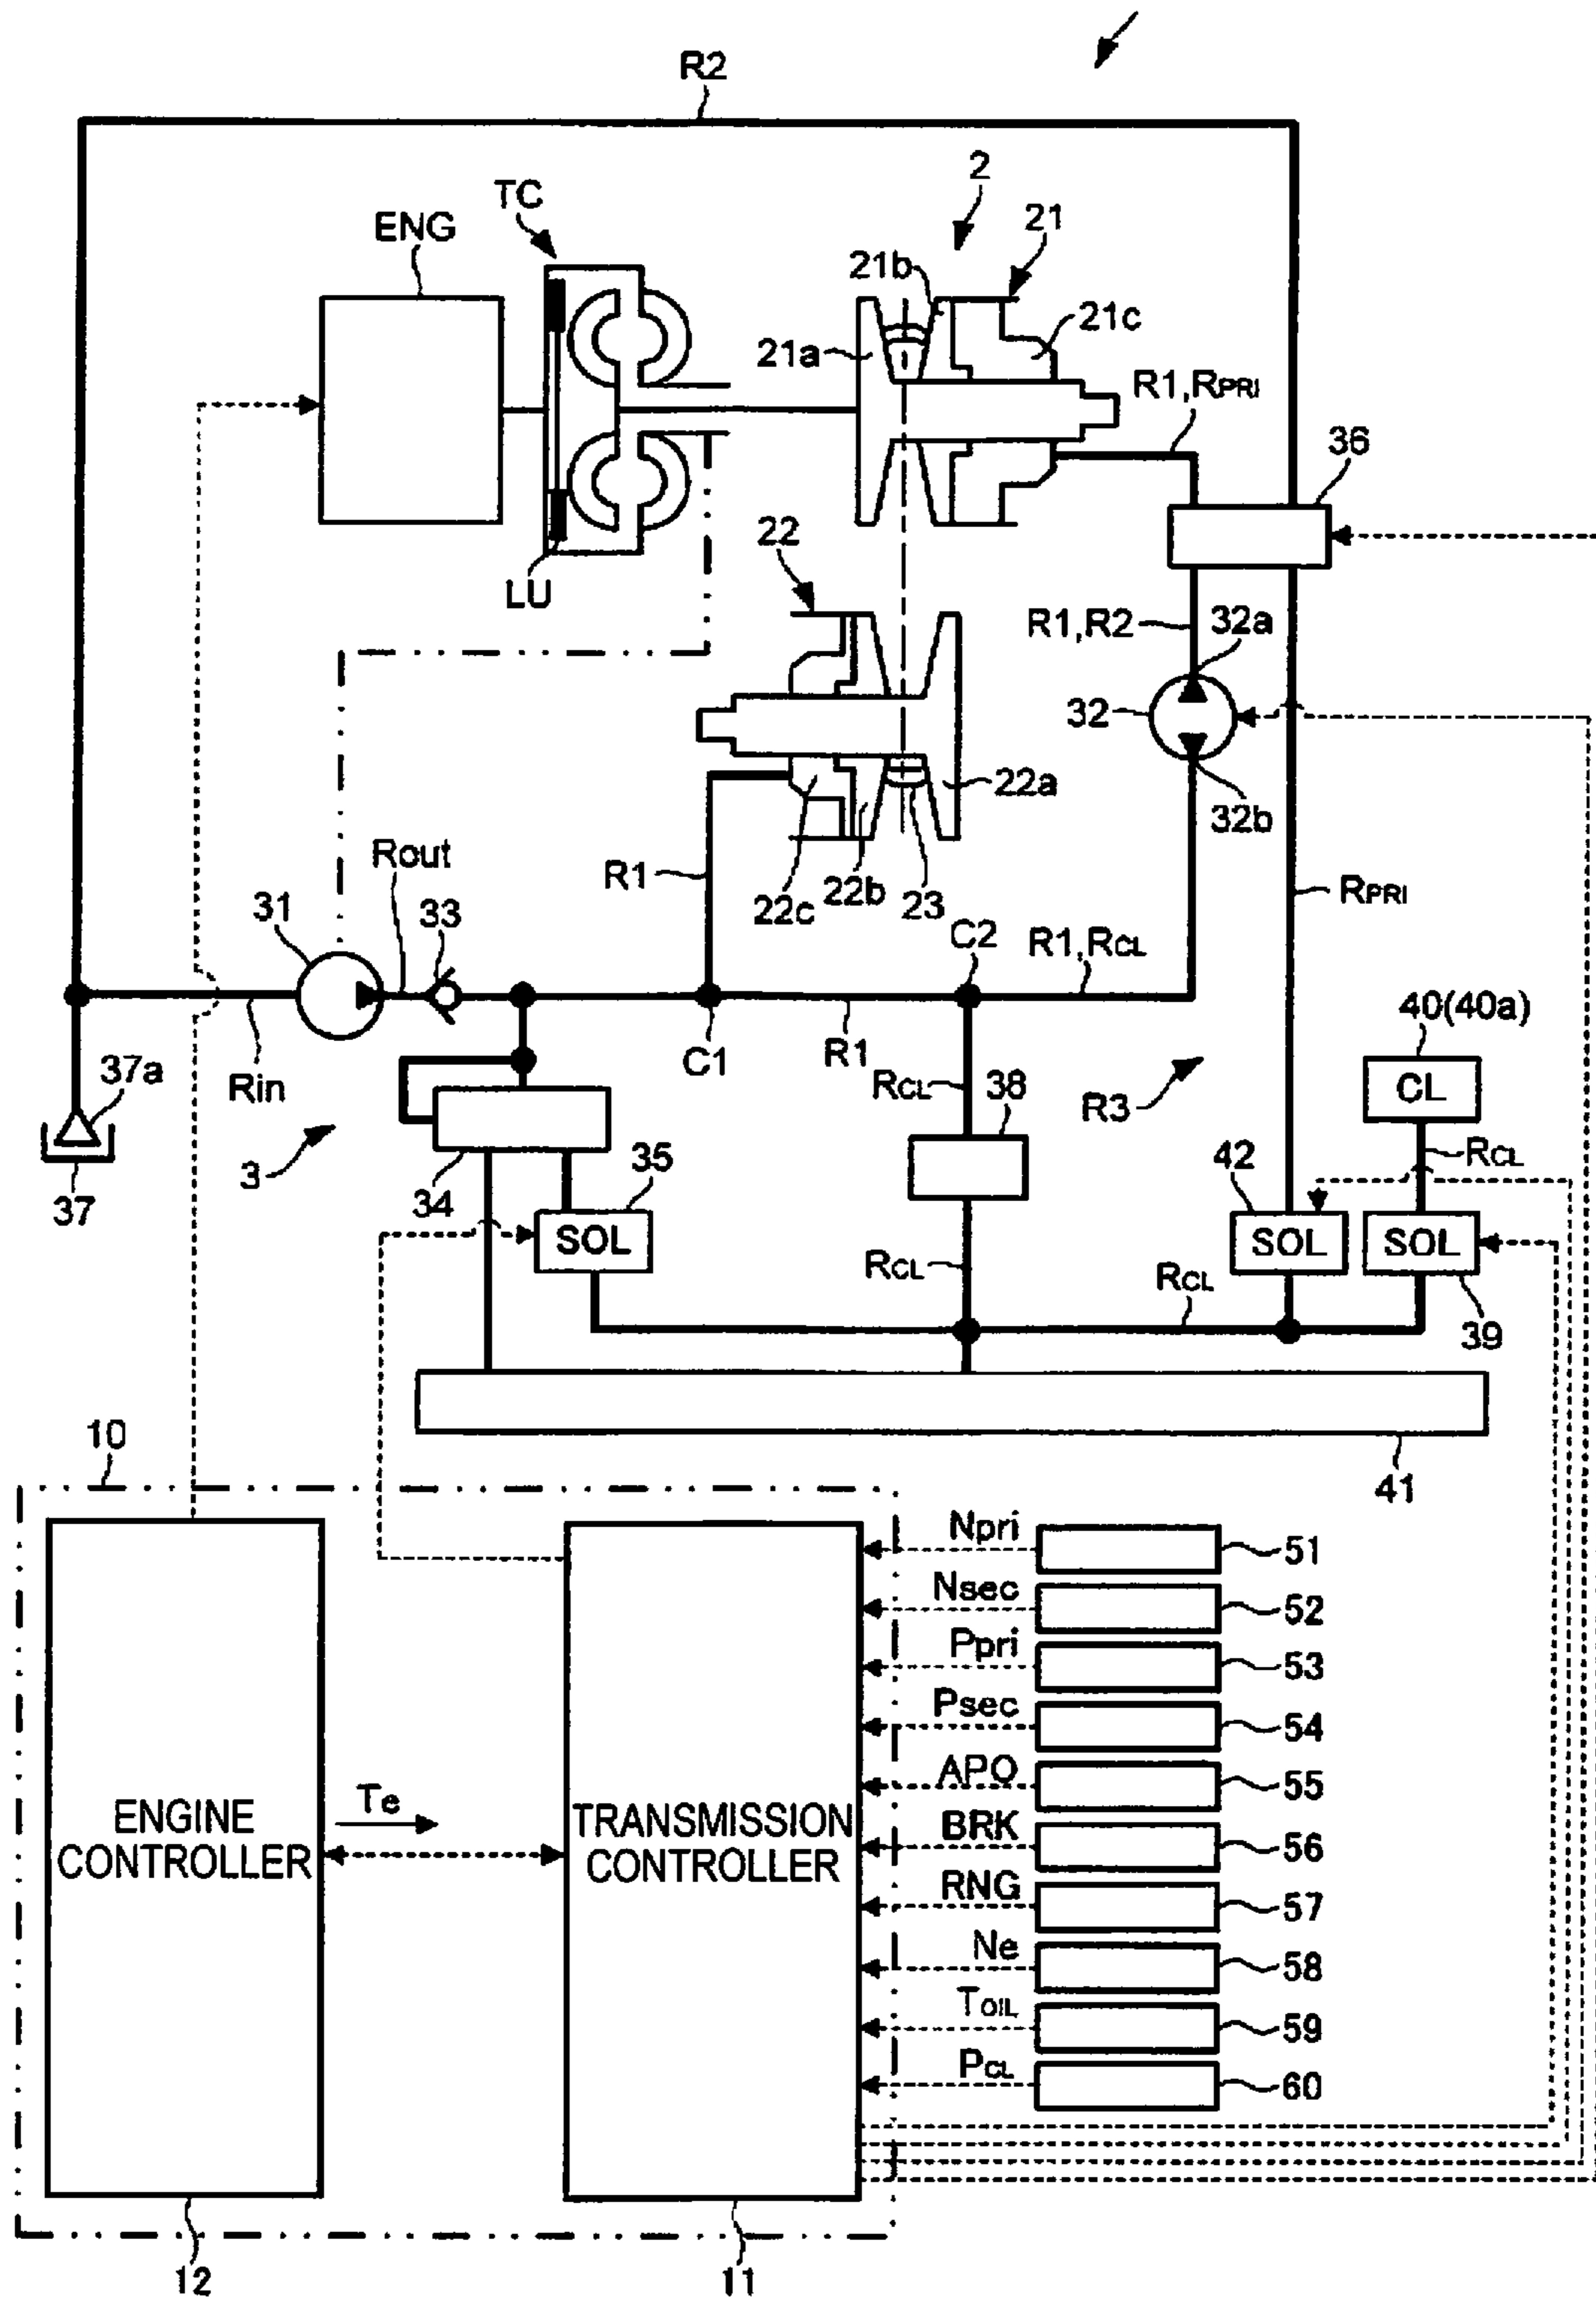 R2
2
TC
21
ENG
21b
21c
21a
R1,RPRI
36
22
LU
R1,R2
32a
32
22a
32b
Rout
R1
22c
22b
23
RPRI
31
33
C2
R1,RCL
40(40a)
C1
R1
37a
Rin
RCL
38
R3
CL
3
35
42
RCL
37
34
SOL
SOL
SOL
RCL
RCL
39
10
41
Npri
51
Nsec
52
Ppri
53
Psec
54
APO
55
ENGINE
CONTROLLER
Te
TRANSMISSION
CONTROLLER
BRK
56
RNG
57
Ne
58
TOIL
59
PCL
60
12
11